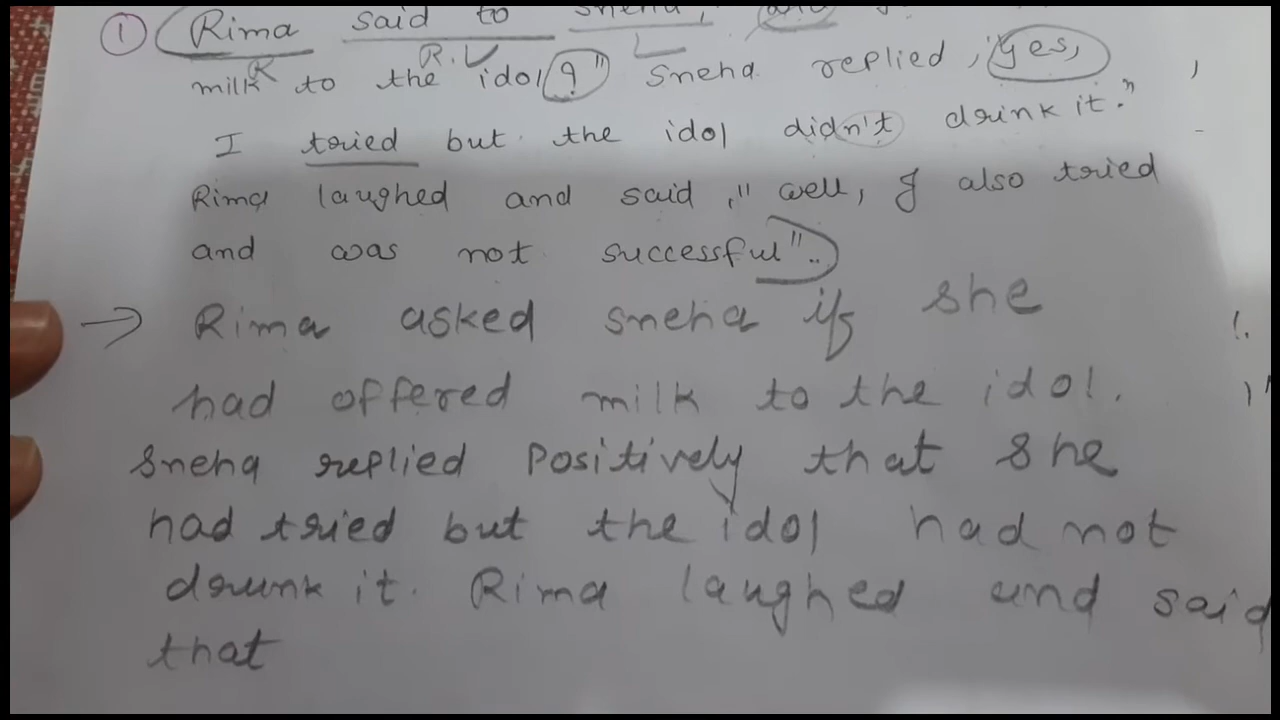 ① Rima said to Sneha,
R.V L
milk to the idol?" Sneha replied, "yes,
I tried but the idol didn't drink it."
Rima laughed and said, "well, I also tried
and was not successful"..
→ Rima asked Sneha if she
had offered milk to the idol.
Sneha replied Positively that she
had tried but the idol had not
drunk it. Rima laughed and said
that